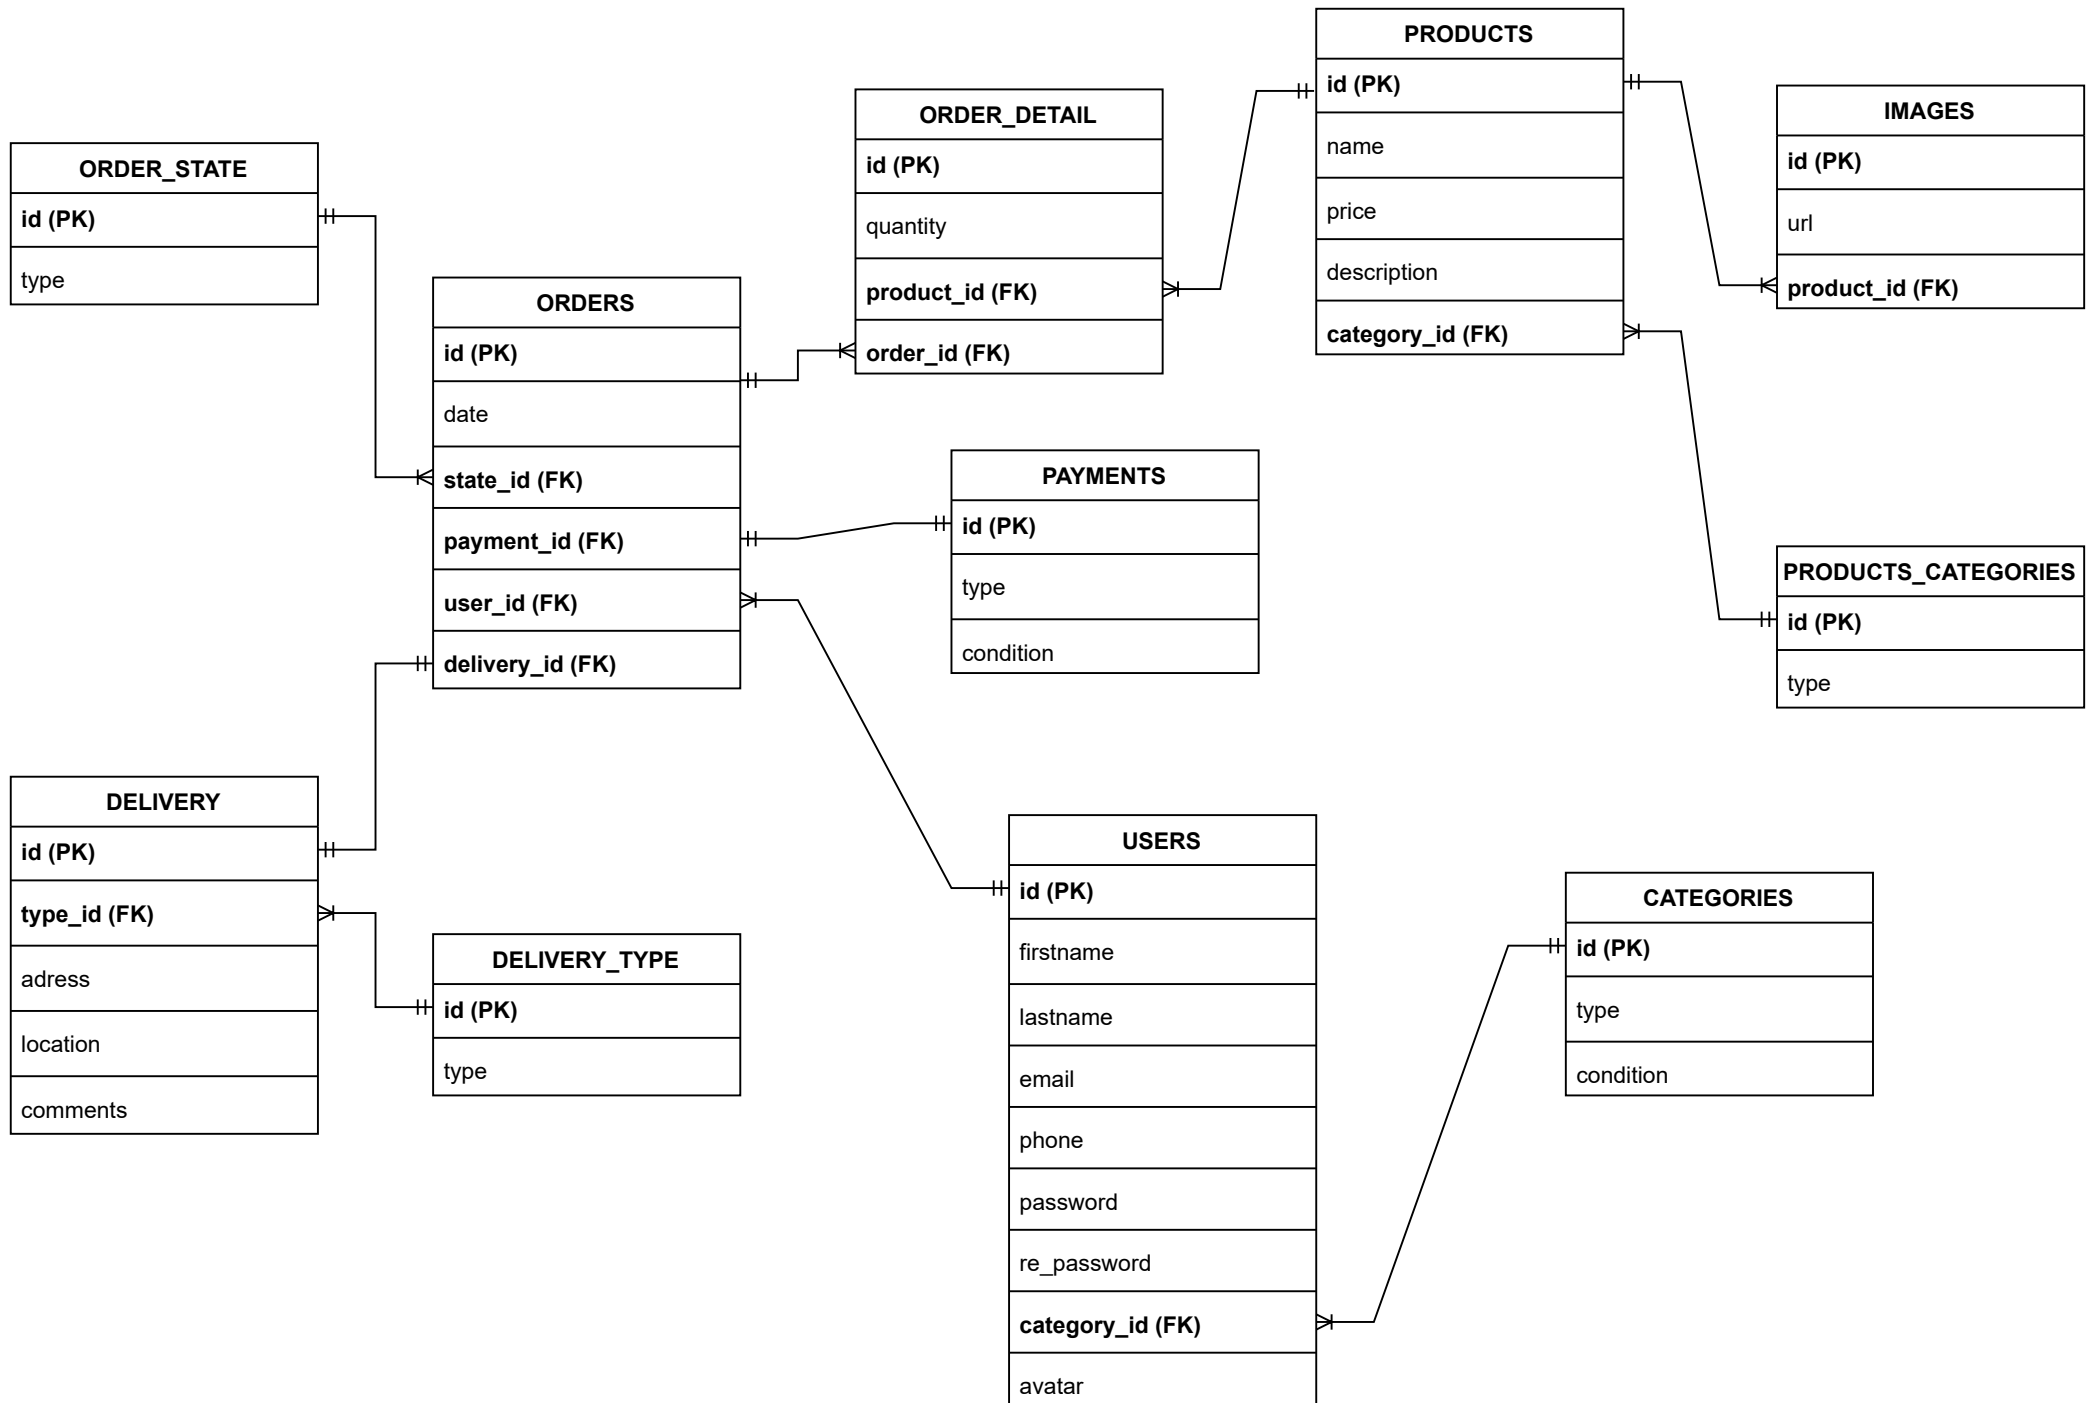 ORDER_STATE
id (PK)
type
ORDERS
id (PK)
date
state_id (FK)
payment_id (FK)
user_id (FK)
delivery_id (FK)
ORDER_DETAIL
id (PK)
quantity
product_id (FK)
order_id (FK)
PRODUCTS
id (PK)
name
price
description
category_id (FK)
IMAGES
id (PK)
url
product_id (FK)
PAYMENTS
id (PK)
type
condition
PRODUCTS_CATEGORIES
id (PK)
type
DELIVERY
id (PK)
type_id (FK)
adress
location
comments
DELIVERY_TYPE
id (PK)
type
USERS
id (PK)
firstname
lastname
email
phone
password
re_password
category_id (FK)
avatar
CATEGORIES
id (PK)
type
condition